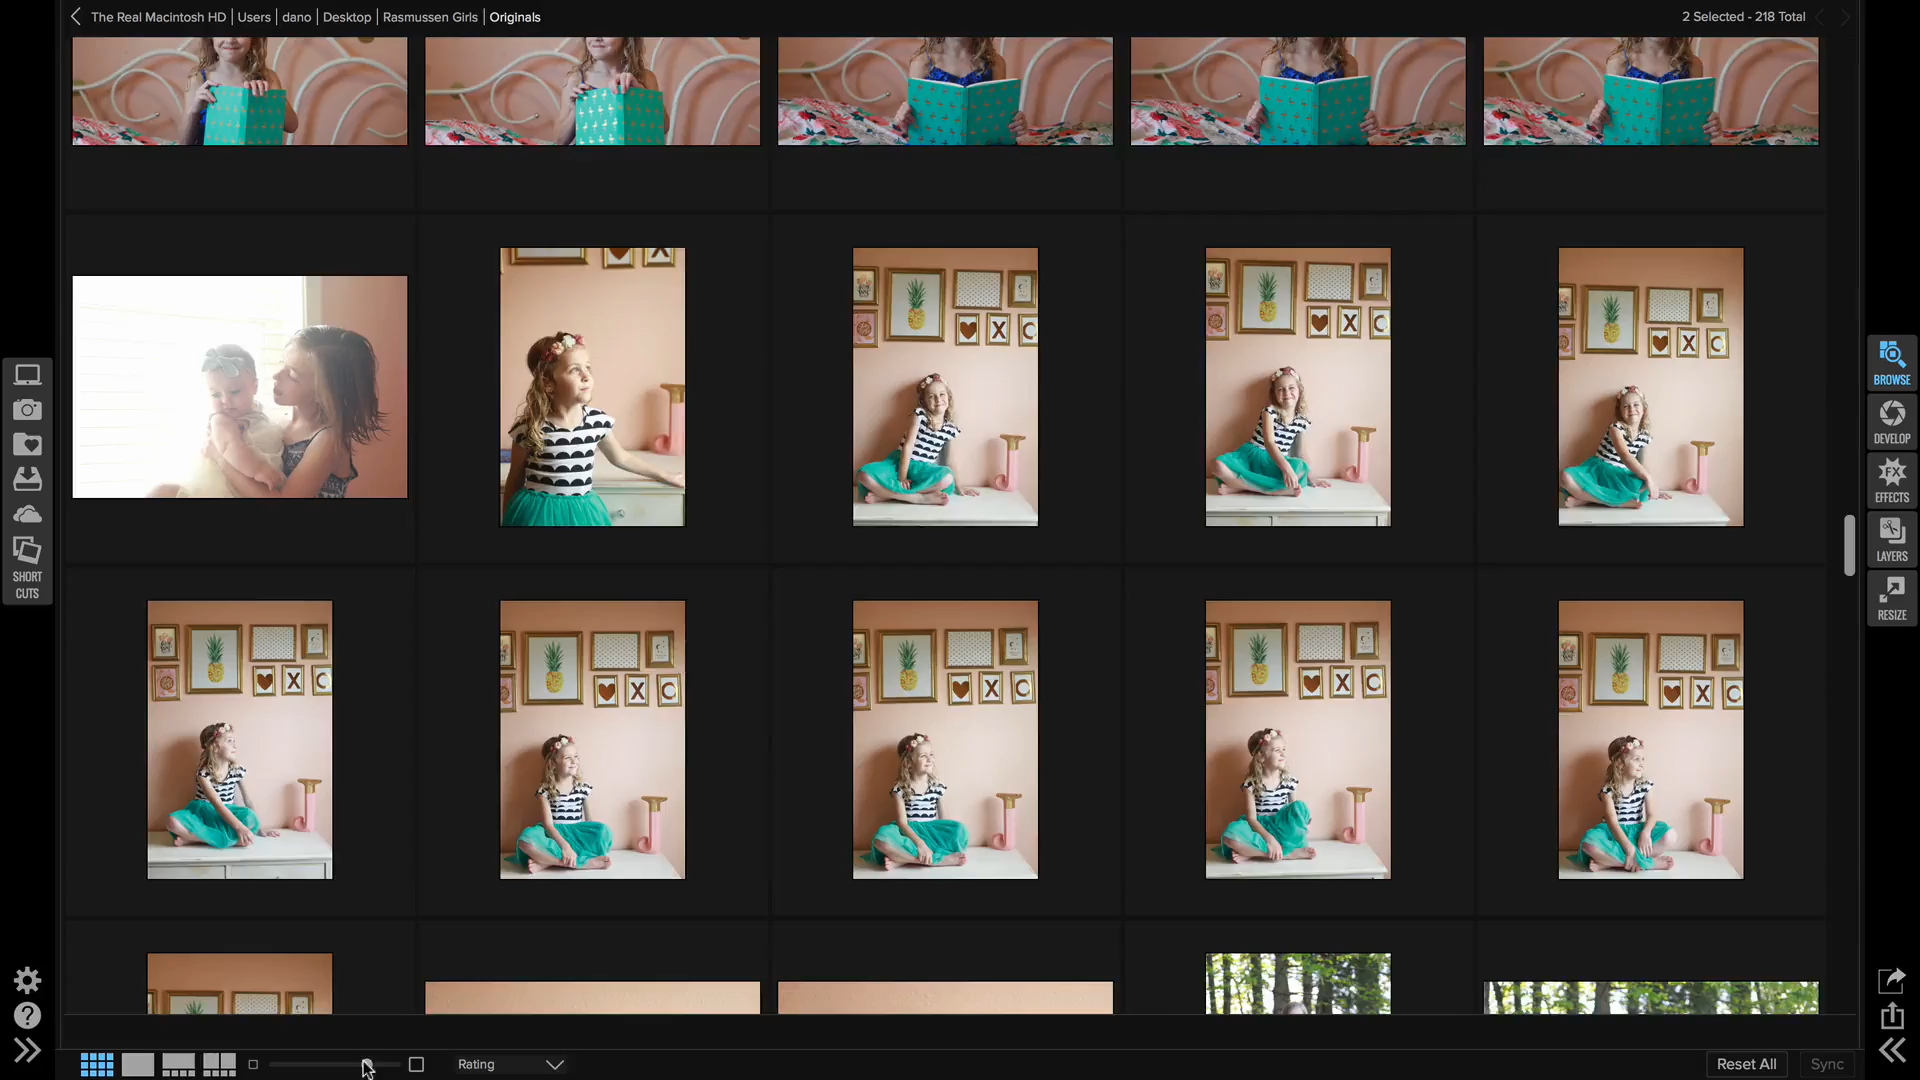 The Real Macintosh HD | Users | dano | Desktop | Rasmussen Girls | Originals
2 Selected - 218 Total
X
X C
X C
X
BROWSE
DEVELOP
FX
EFFECTS
LAYERS
RESIZE
SHORT
CUTS
X C
X C
X C
X C
X C
Rating
Reset All
Sync